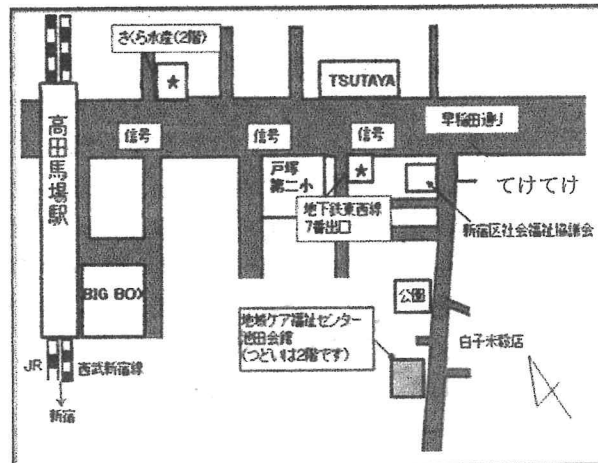 さくら水産(2階)
★
TSUTAYA
高田馬場駅
信号
信号
信号
早稲田通り
戸塚
第二小
★
てけてけ
地下鉄東西線
7番出口
新宿区社会福祉協議会
BIG BOX
公園
地域ケア福祉センター
池田会館
(つどいは2階です)
白子米穀店
JR
西武新宿線
新宿